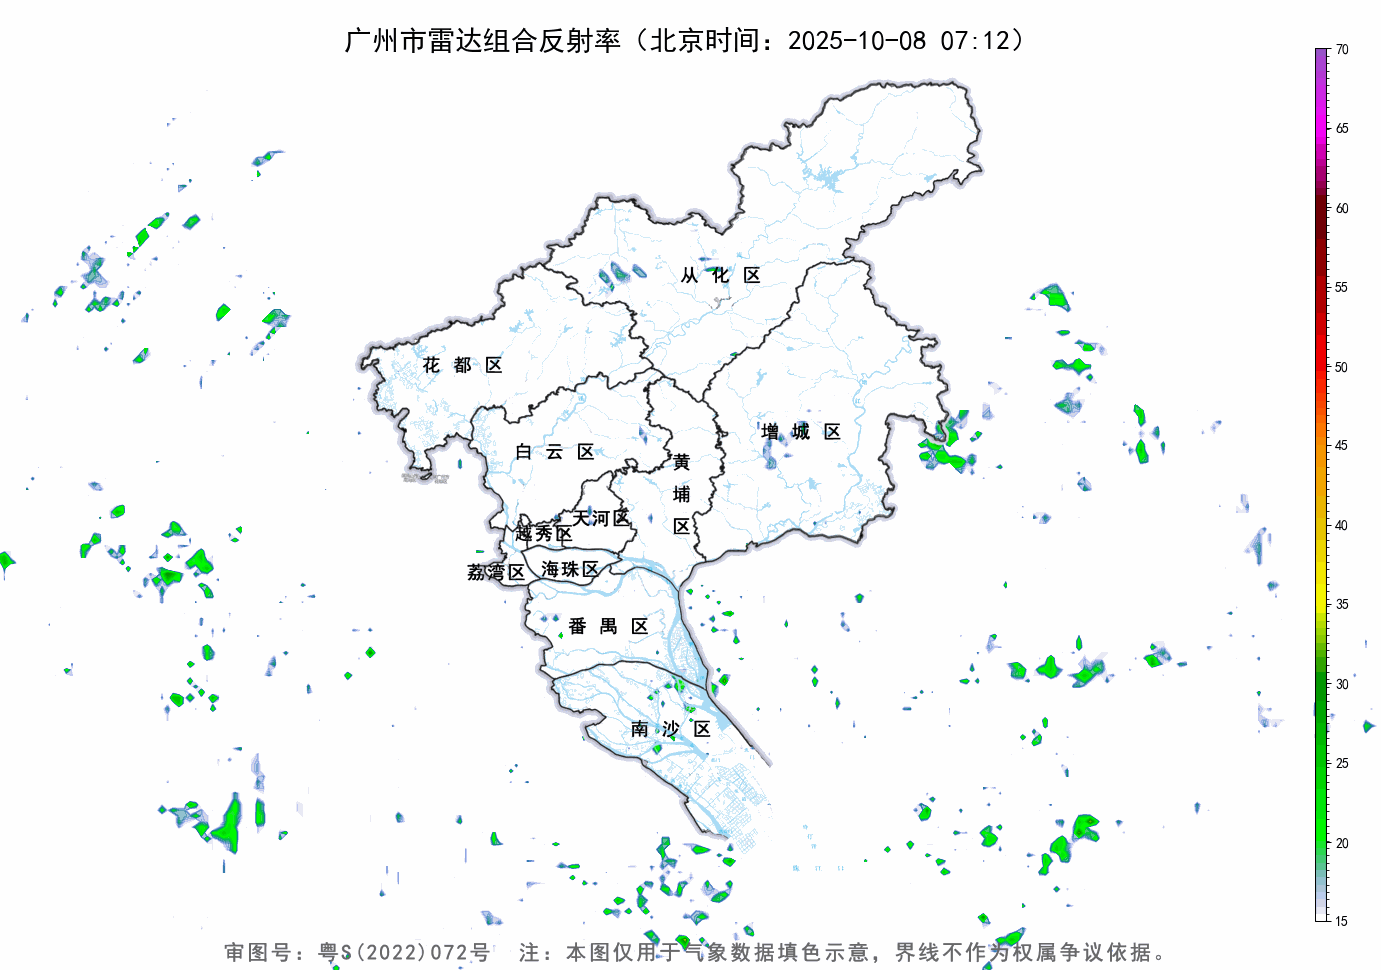 广州市雷达组合反射率（北京时间：2025-10-08 07:12）
70
65
60
55
50
45
40
35
30
25
20
15
从化区
花都区
增城区
白云区
黄埔区
天河区
越秀区
荔湾区
海珠区
番禺区
南沙区
审图号：粤S(2022)072号 注：本图仅用于气象数据填色示意，界线不作为权属争议依据。